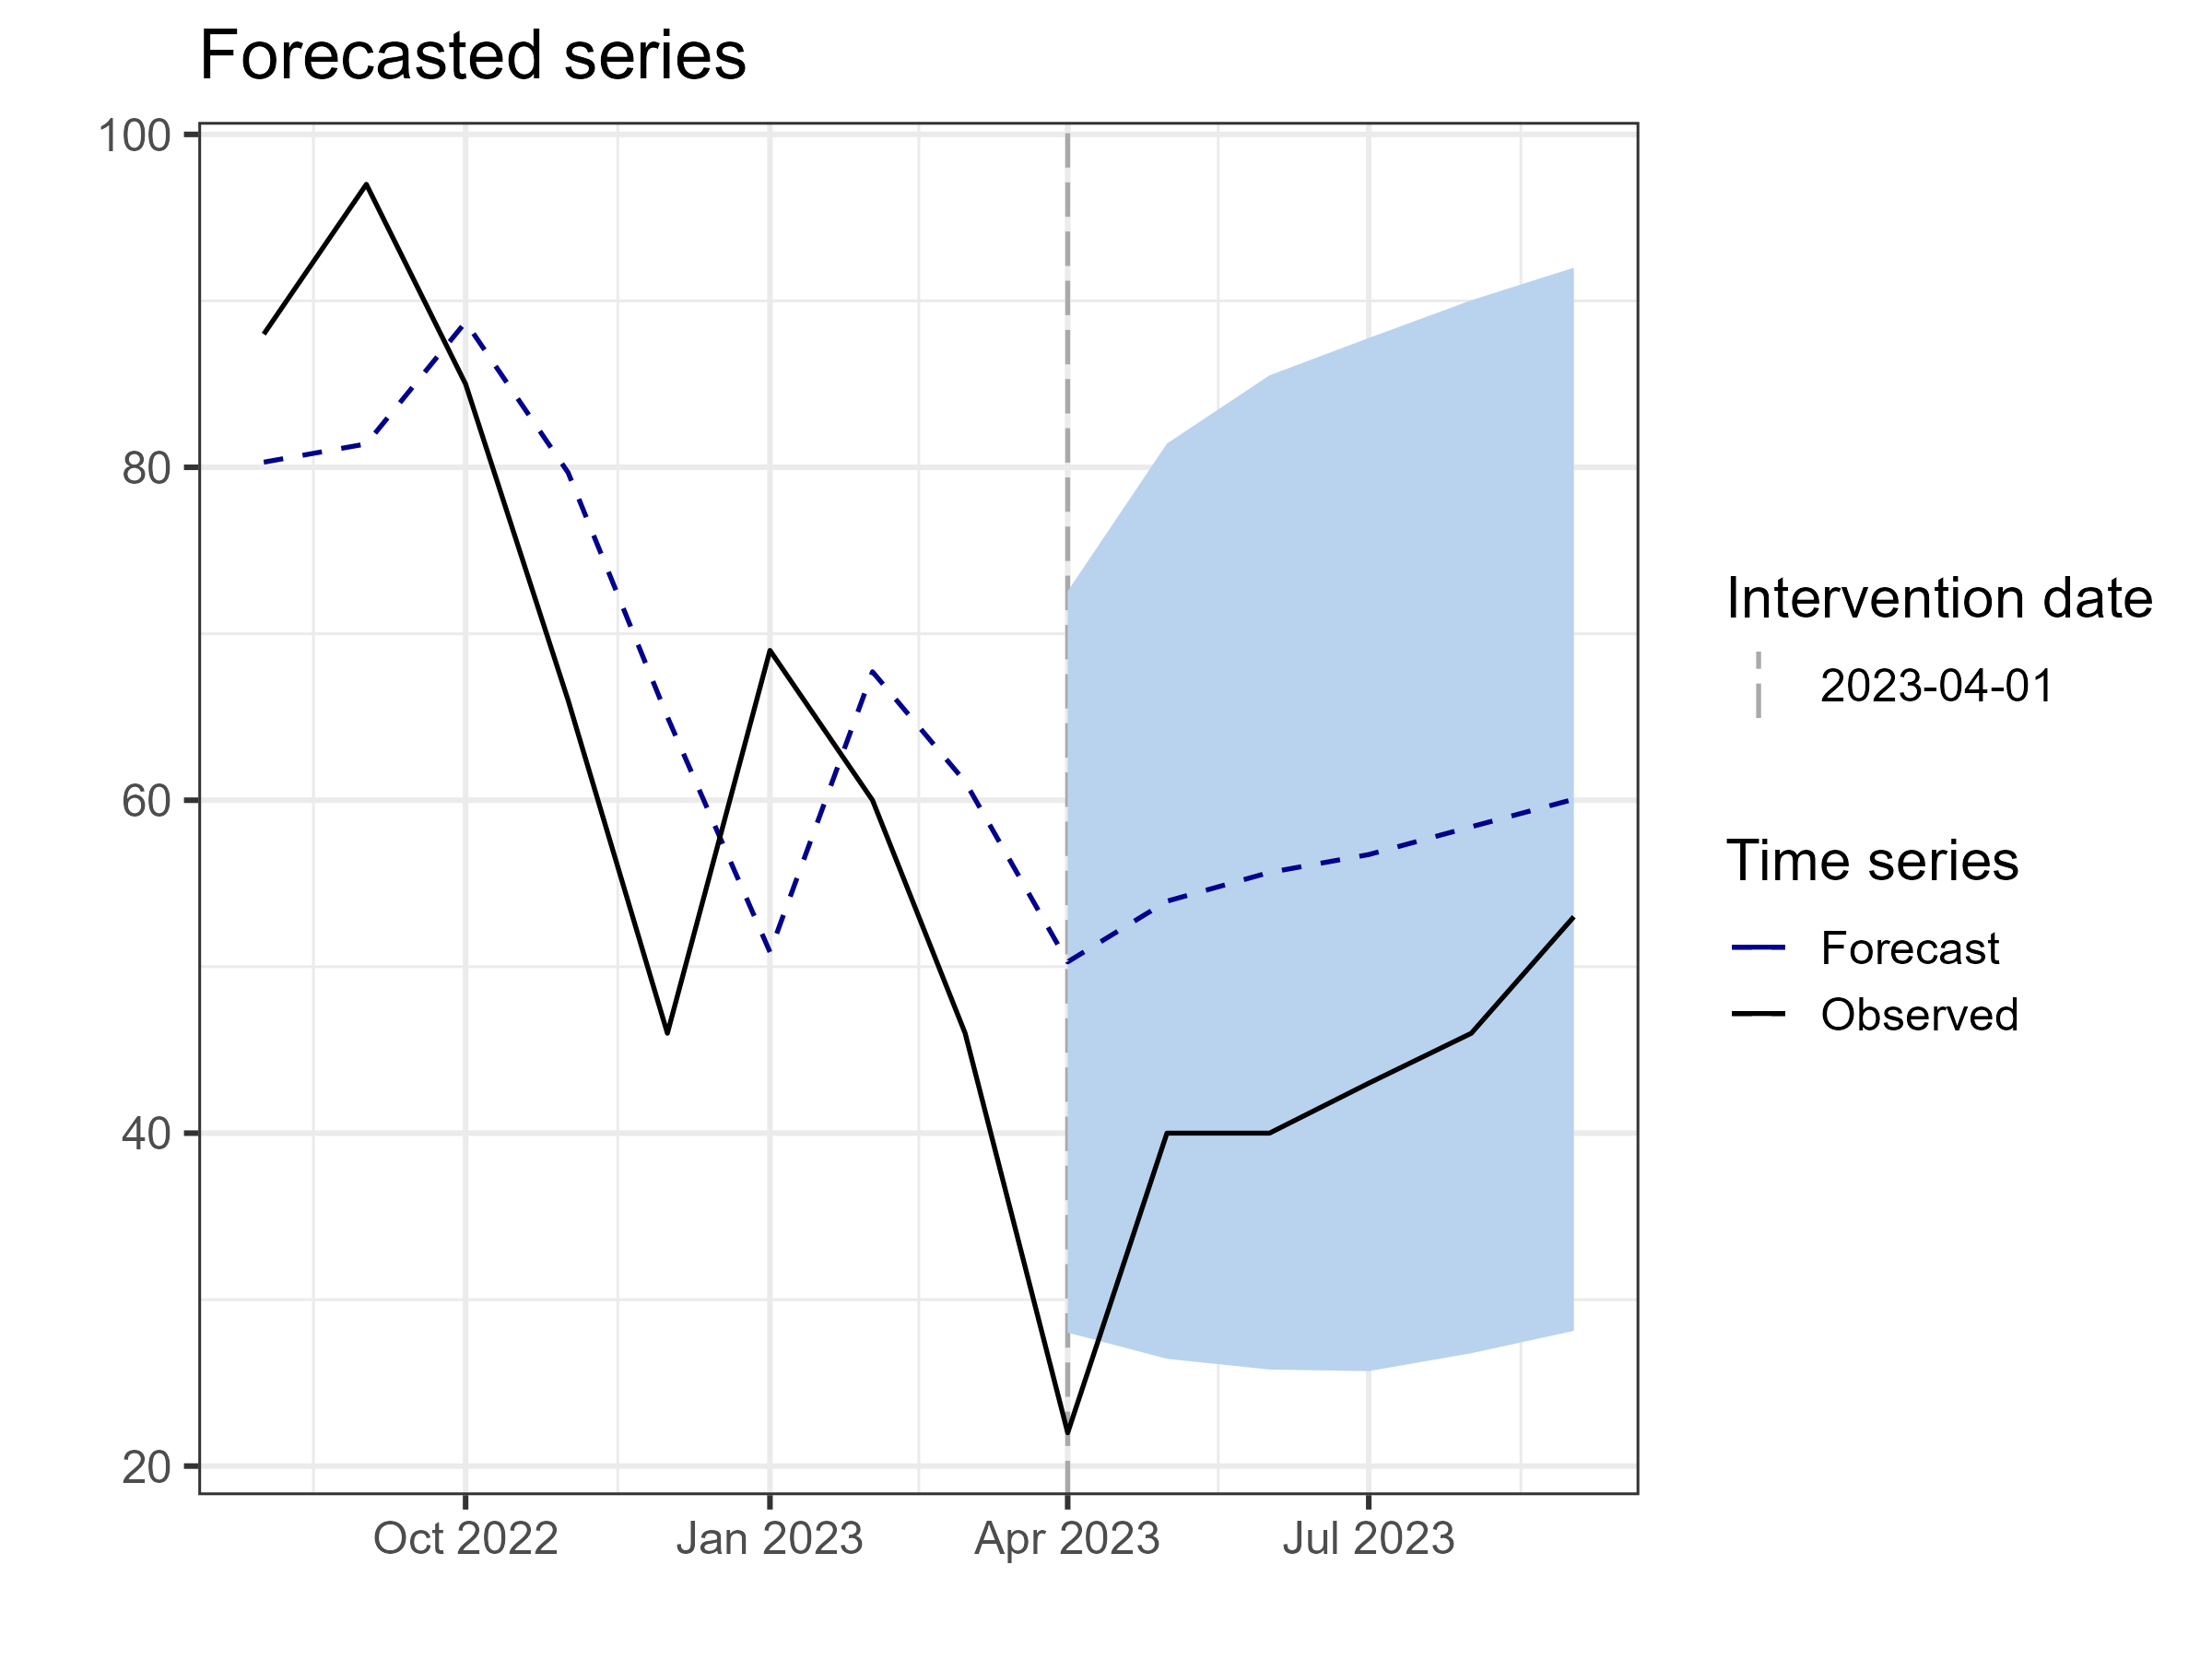 Forecasted series
100
80
60
40
20
Oct 2022
Jan 2023
Apr 2023
Jul 2023
Intervention date
2023-04-01
Time series
Forecast
Observed